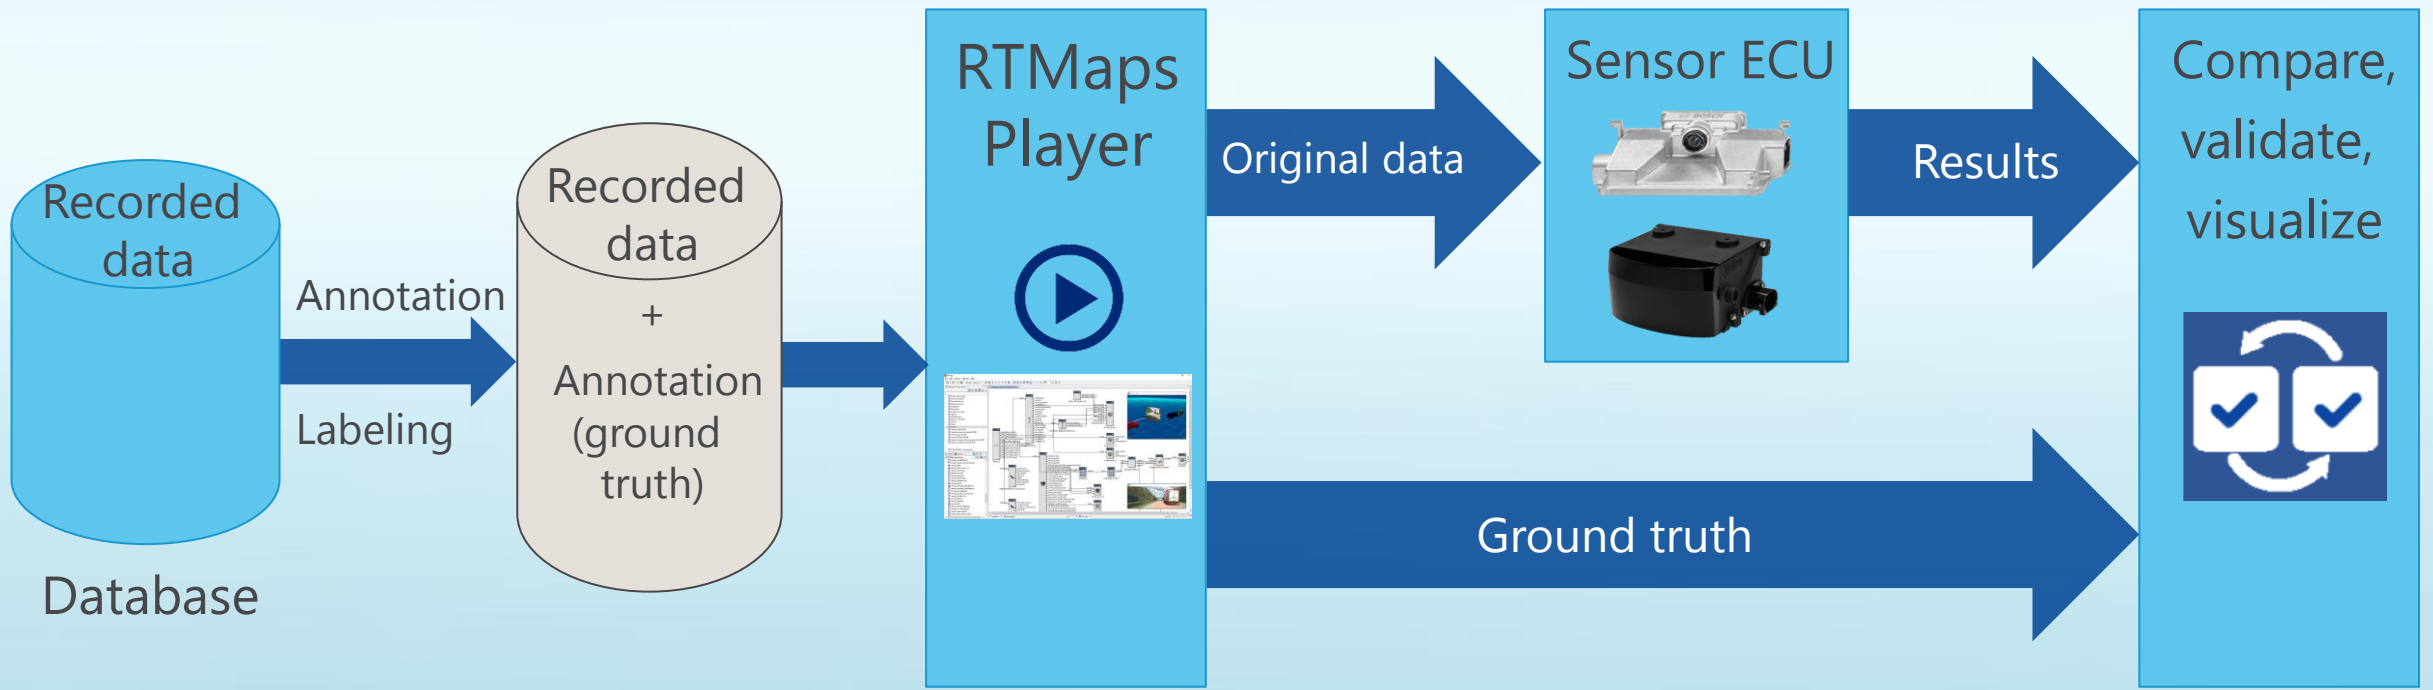 Recorded
data
Database
Annotation
Labeling
Recorded
data
+
Annotation
(ground
truth)
RTMaps
Player
Original data
Sensor ECU
BOSCH
Results
Ground truth
Compare,
validate,
visualize